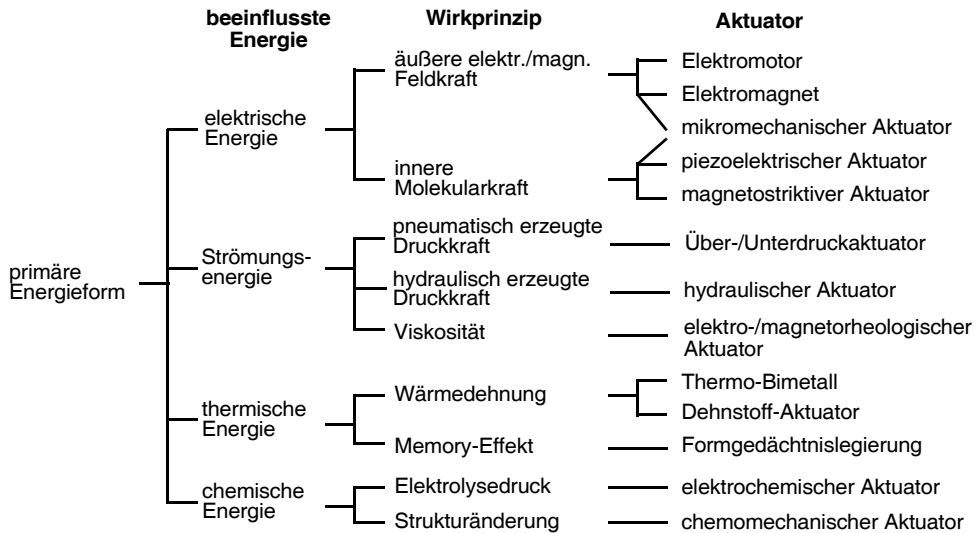 beeinflusste
Energie
Wirkprinzip
Aktuator
primäre
Energieform
elektrische
Energie
äußere elektr./magn.
Feldkraft
Elektromotor
Elektromagnet
mikromechanischer Aktuator
innere
Molekularkraft
piezoelektrischer Aktuator
magnetostriktiver Aktuator
Strömungs-
energie
pneumatisch erzeugte
Druckkraft
Über-/Unterdruckaktuator
hydraulisch erzeugte
Druckkraft
hydraulischer Aktuator
Viskosität
elektro-/magnetorheologischer
Aktuator
thermische
Energie
Wärmedehnung
Thermo-Bimetall
Dehnstoff-Aktuator
Memory-Effekt
Formgedächtnislegierung
chemische
Energie
Elektrolysedruck
elektrochemischer Aktuator
Strukturänderung
chemomechanischer Aktuator